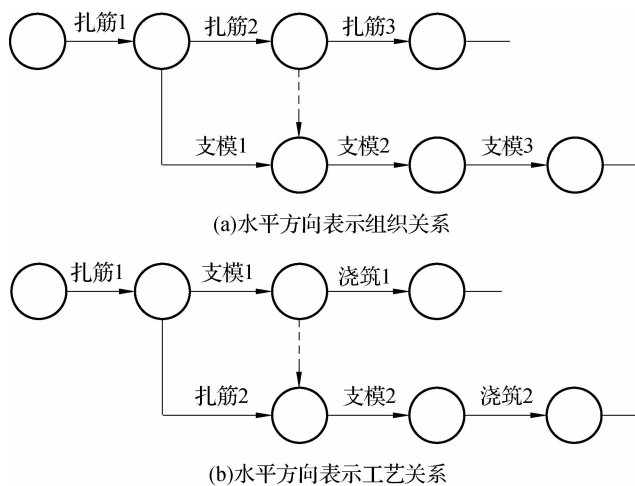 扎筋1 扎筋2 扎筋3
支模1 支模2 支模3
(a)水平方向表示组织关系
扎筋1 支模1 浇筑1
扎筋2 支模2 浇筑2
(b)水平方向表示工艺关系